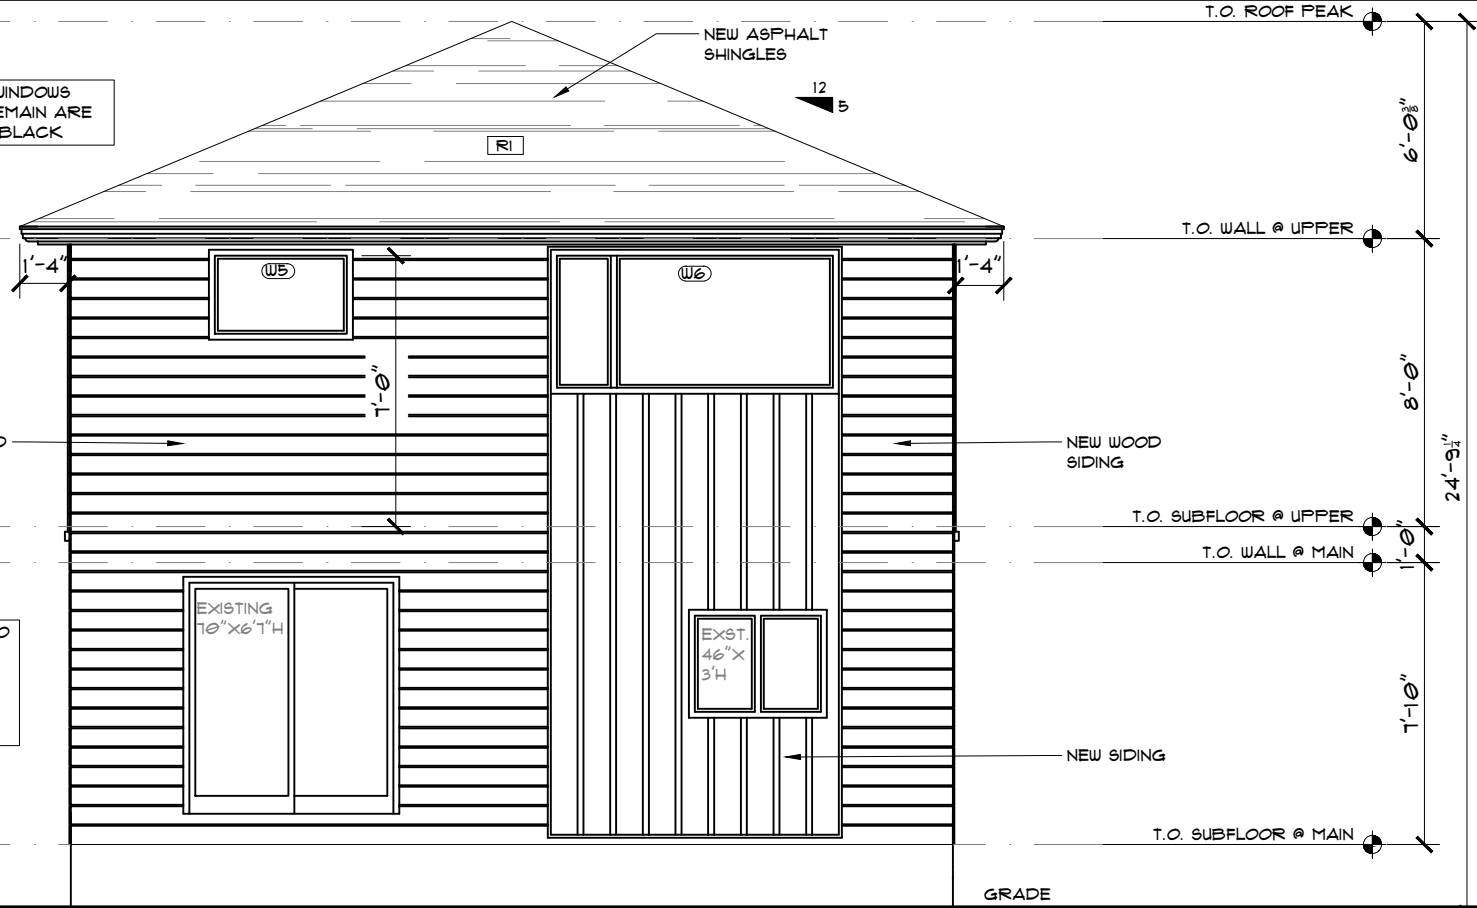 T.O. ROOF PEAK
NEW ASPHALT
SHINGLES
12
5
WINDOWS
REMAIN ARE
BLACK
R1
6'-0 3/8"
T.O. WALL @ UPPER
1'-4"
W5
W6
1'-4"
7'-0"
8'-0"
NEW WOOD
SIDING
24'-9 1/4"
T.O. SUBFLOOR @ UPPER
1'-0"
T.O. WALL @ MAIN
EXISTING
70"X6'7"H
EXST.
46"X
3'H
7'-10"
NEW SIDING
T.O. SUBFLOOR @ MAIN
GRADE